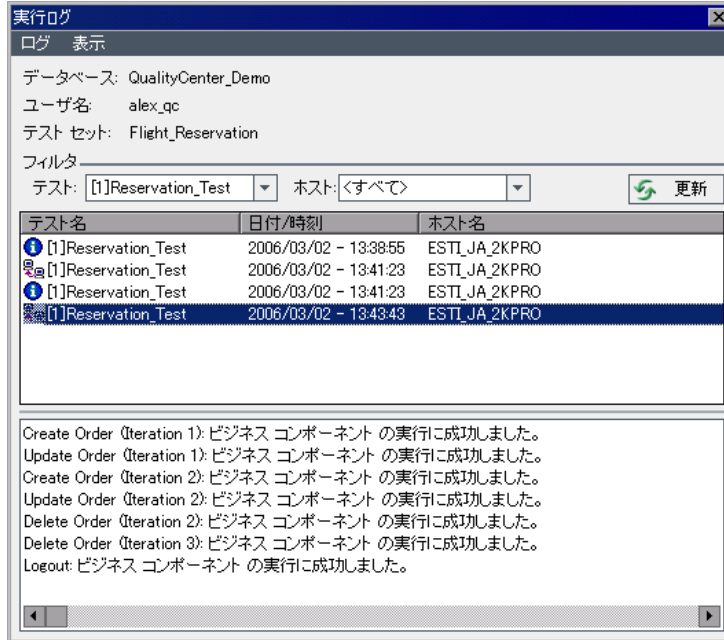 実行ログ
ログ 表示
データベース: QualityCenter_Demo
ユーザ名: alex_qc
テスト セット: Flight_Reservation
フィルタ
テスト: [1]Reservation_Test ホスト: <すべて> 更新
テスト名 日付/時刻 ホスト名
[1]Reservation_Test 2006/03/02 - 13:38:55 ESTI_JA_2KPRO
[1]Reservation_Test 2006/03/02 - 13:41:23 ESTI_JA_2KPRO
[1]Reservation_Test 2006/03/02 - 13:41:23 ESTI_JA_2KPRO
[1]Reservation_Test 2006/03/02 - 13:43:43 ESTI_JA_2KPRO
Create Order (Iteration 1): ビジネス コンポーネント の実行に成功しました。
Update Order (Iteration 1): ビジネス コンポーネント の実行に成功しました。
Create Order (Iteration 2): ビジネス コンポーネント の実行に成功しました。
Update Order (Iteration 2): ビジネス コンポーネント の実行に成功しました。
Delete Order (Iteration 2): ビジネス コンポーネント の実行に成功しました。
Delete Order (Iteration 3): ビジネス コンポーネント の実行に成功しました。
Logout: ビジネス コンポーネント の実行に成功しました。